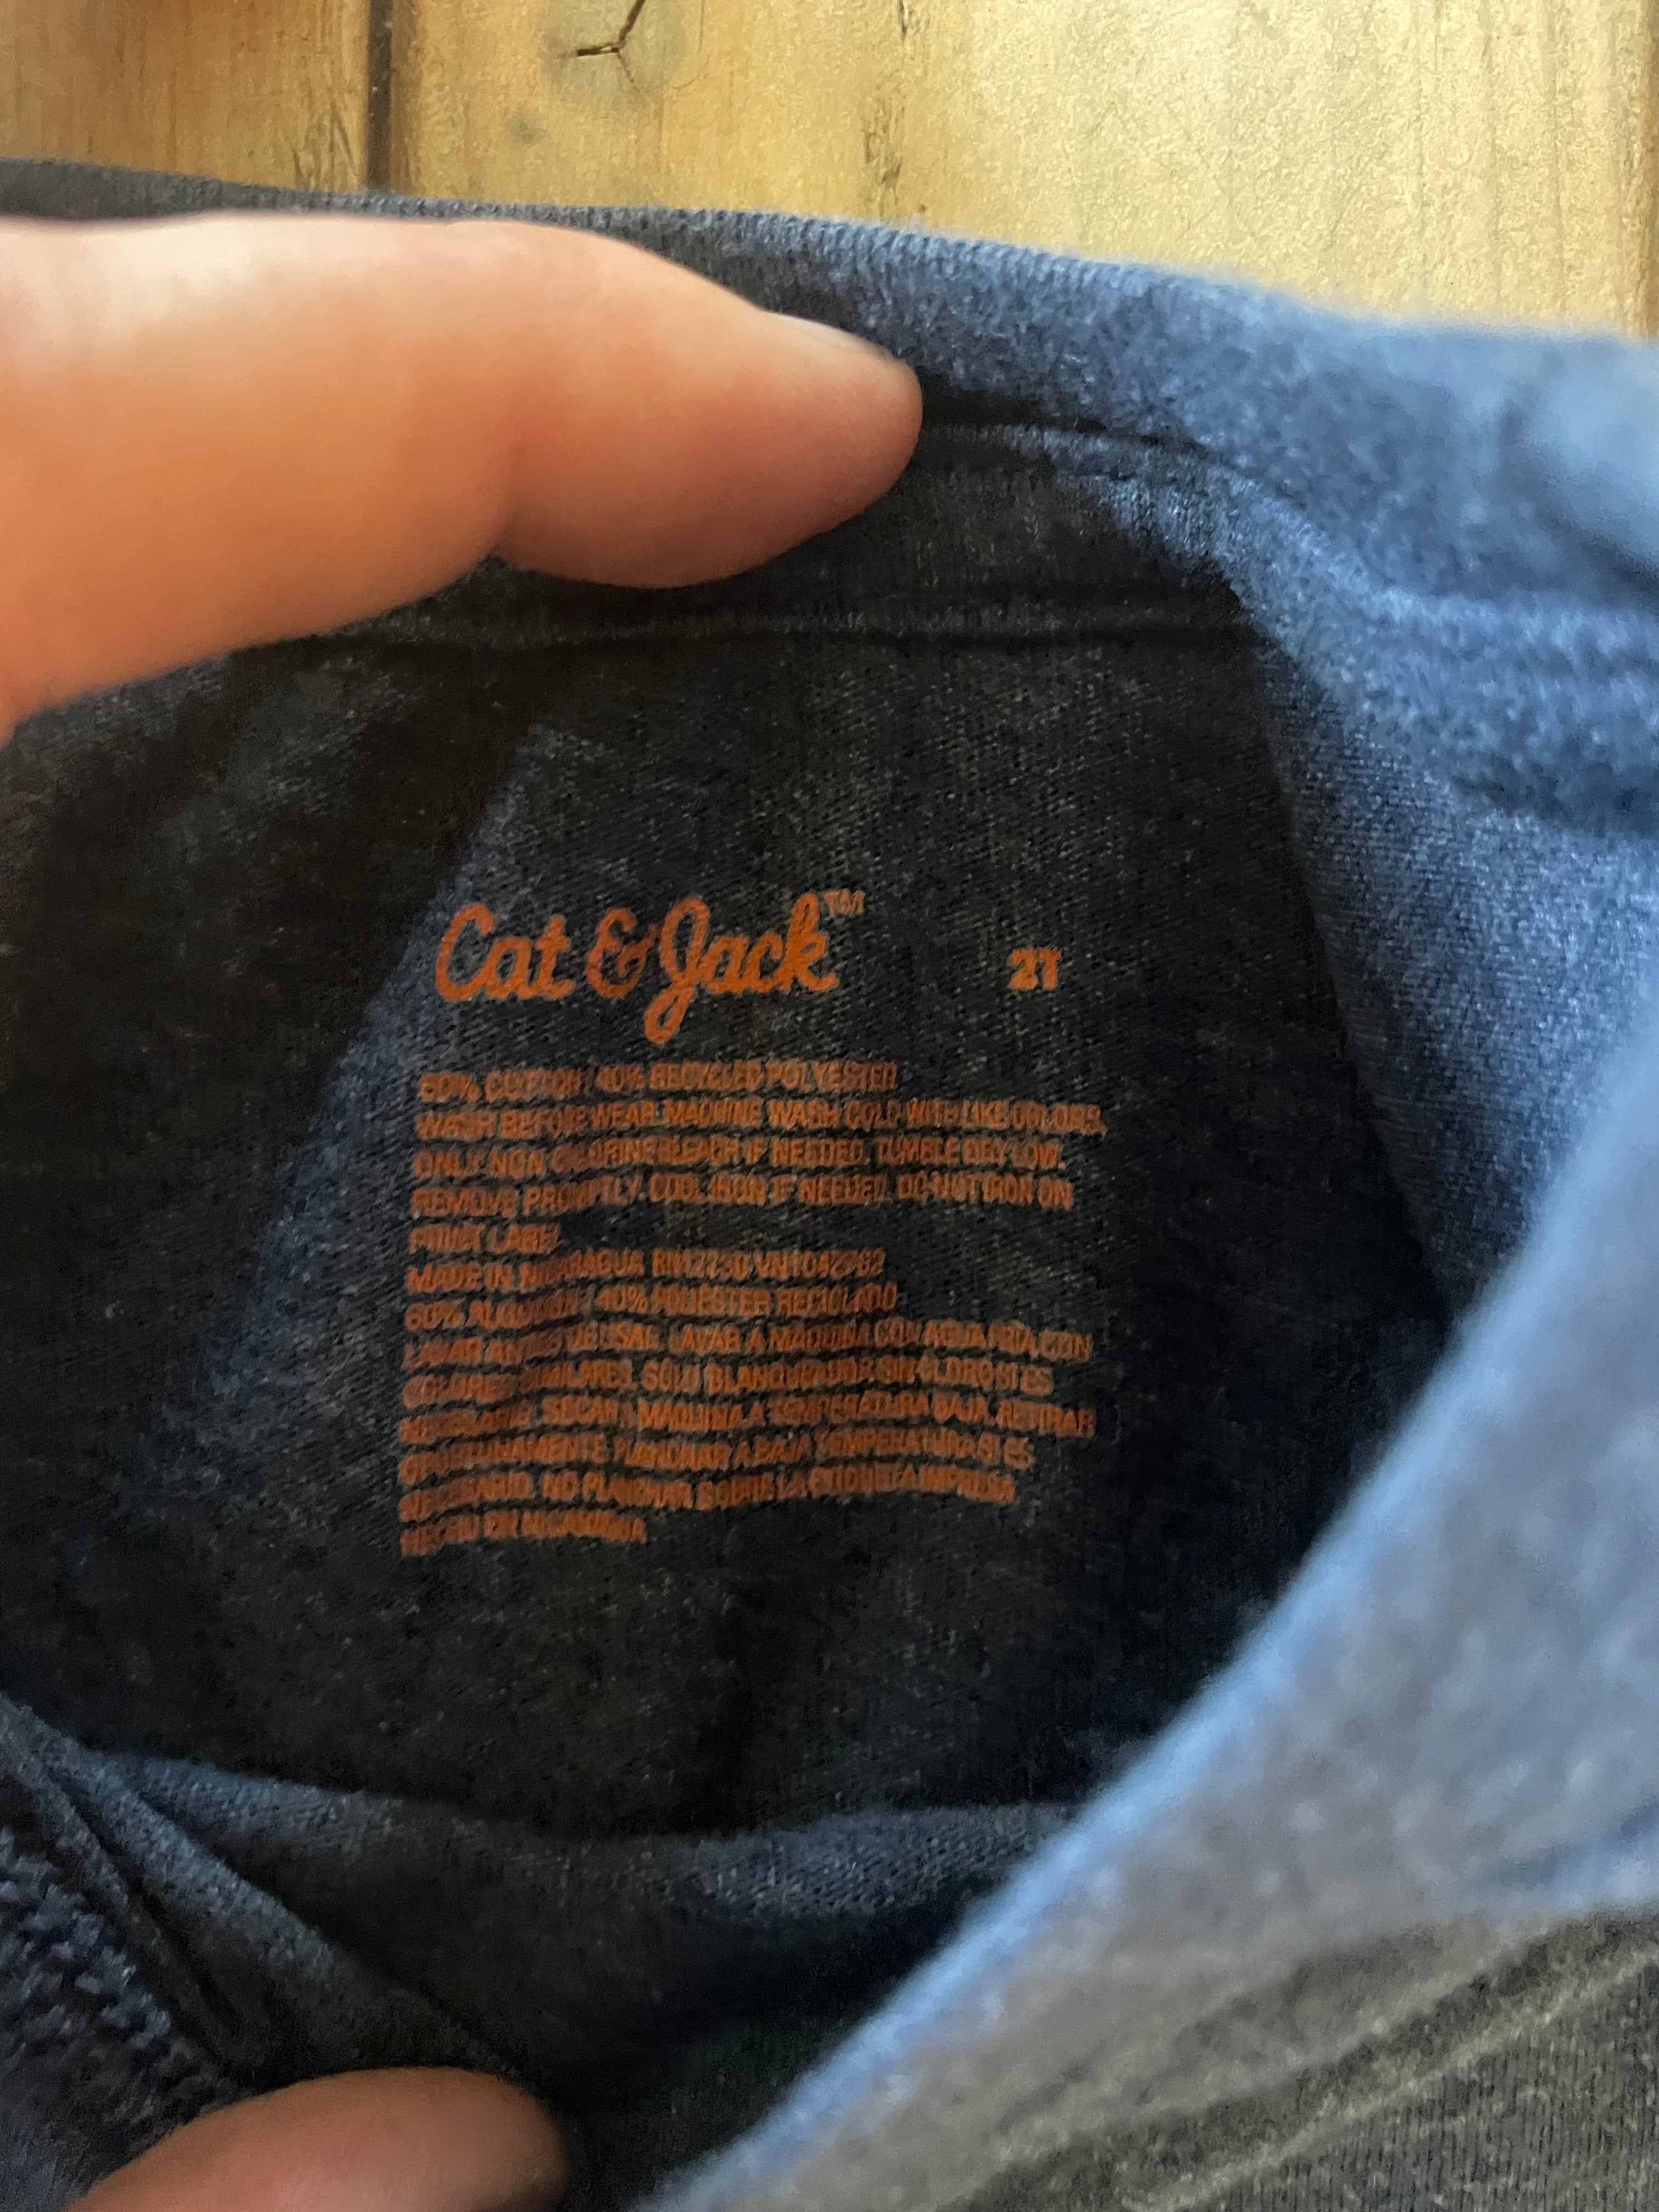 Cat & Jack™ 2T
60% COTTON / 40% RECYCLED POLYESTER
WASH BEFORE WEAR. MACHINE WASH COLD WITH LIKE COLORS.
ONLY NON CHLORINE BLEACH IF NEEDED. TUMBLE DRY LOW.
REMOVE PROMPTLY. COOL IRON IF NEEDED. DO NOT IRON ON
PRINT LABEL
MADE IN NICARAGUA
60% ALGODÓN / 40% POLIÉSTER RECICLADO
LAVAR ANTES DE USAR. LAVAR A MÁQUINA CON AGUA FRÍA CON
COLORES SIMILARES. SOLO BLANQUEADOR SIN CLORO SI ES
NECESARIO. SECAR A MÁQUINA A TEMPERATURA BAJA. RETIRAR
OPORTUNAMENTE. PLANCHAR A BAJA TEMPERATURA SI ES
NECESARIO. NO PLANCHAR SOBRE LA ETIQUETA IMPRESA
HECHO EN NICARAGUA